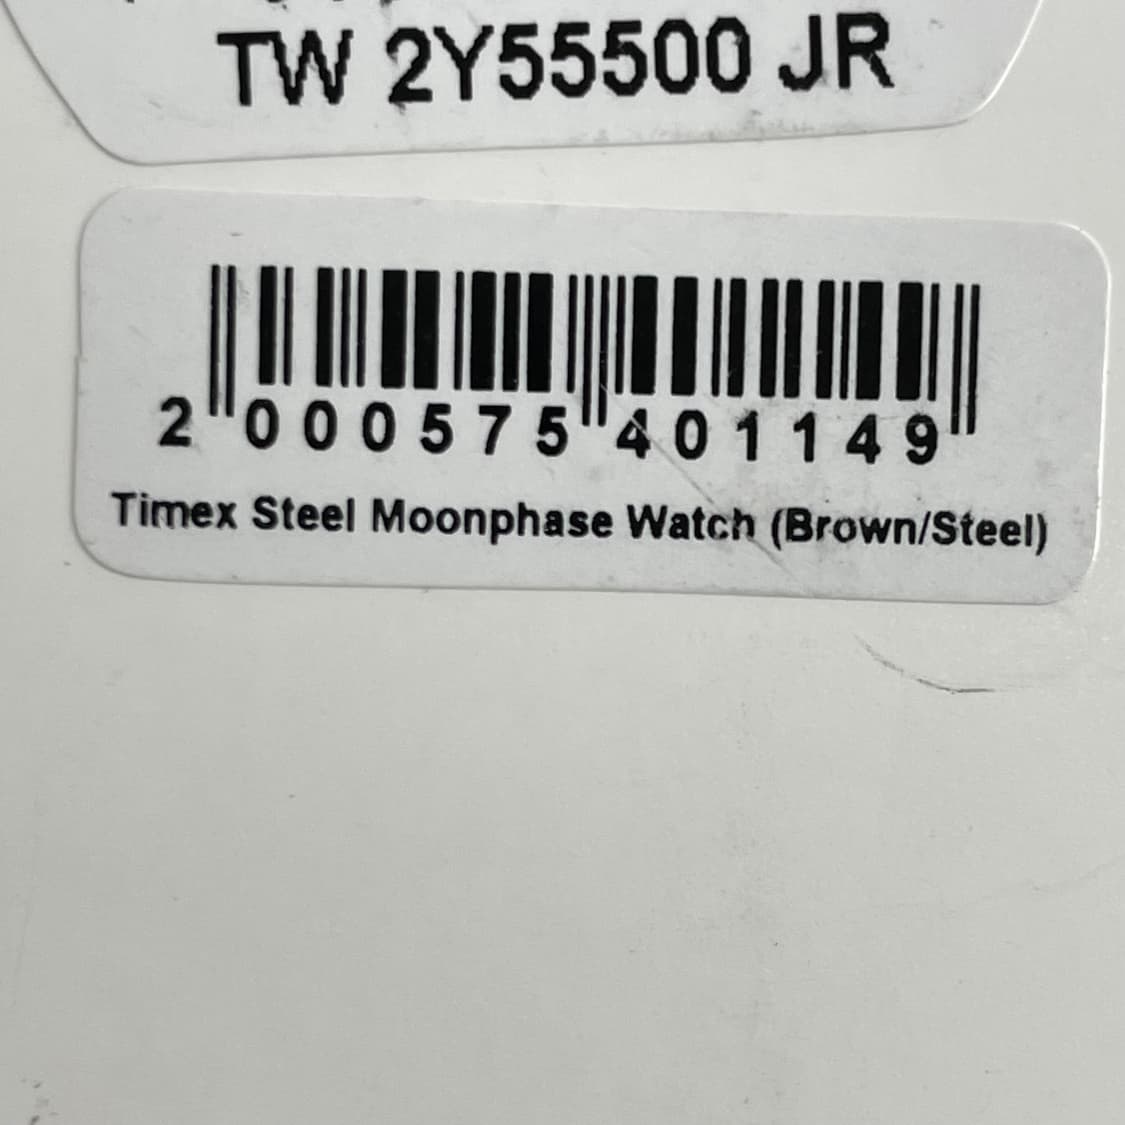 TW 2Y55500 JR
2 000575 401149
Timex Steel Moonphase Watch (Brown/Steel)